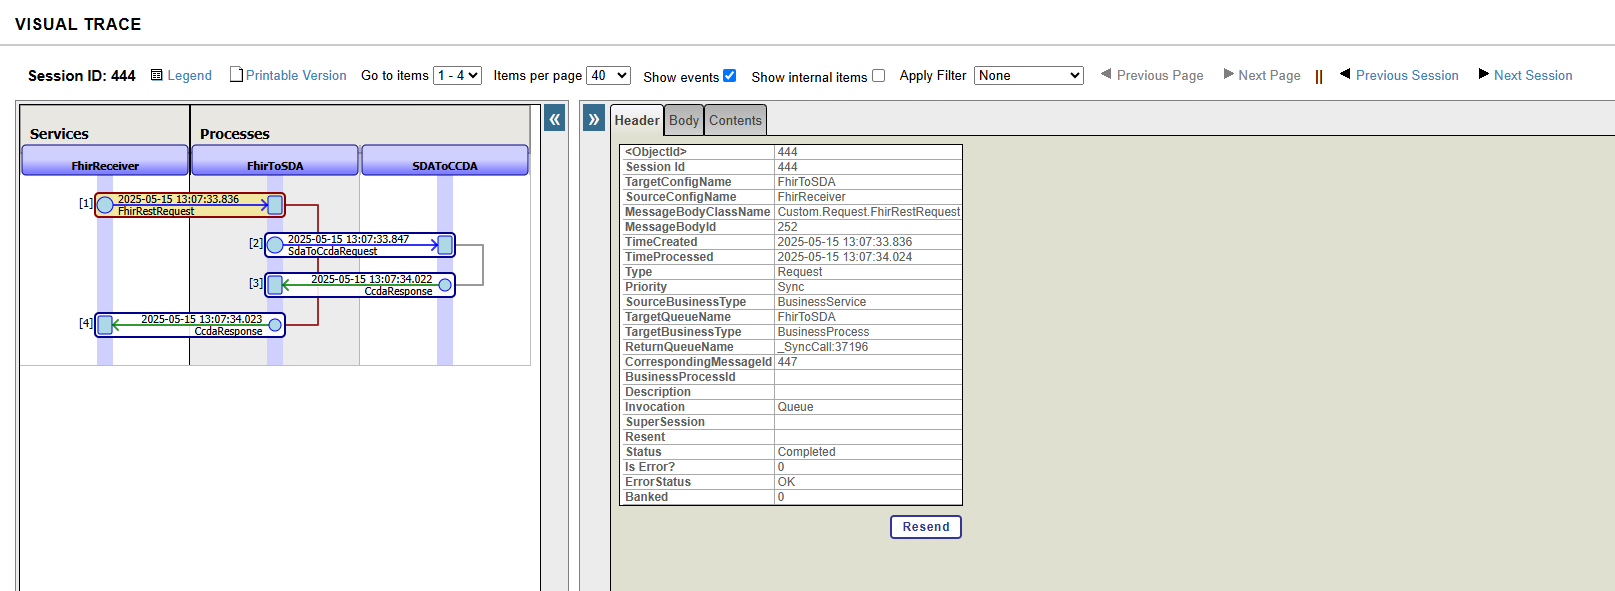 VISUAL TRACE
Session ID: 444 Legend Printable Version Go to items 1 - 4 Items per page 40 Show events Show internal items Apply Filter None Previous Page Next Page || Previous Session Next Session
Services Processes
FhirReceiver FhirToSDA SDAToCCDA
[1] 2025-05-15 13:07:33.836
FhirRestRequest
[2] 2025-05-15 13:07:33.847
SdaToCcdaRequest
[3] 2025-05-15 13:07:34.022
CcdaResponse
[4] 2025-05-15 13:07:34.023
CcdaResponse
« »
Header Body Contents
<ObjectId> 444
Session Id 444
TargetConfigName FhirToSDA
SourceConfigName FhirReceiver
MessageBodyClassName Custom.Request.FhirRestRequest
MessageBodyId 252
TimeCreated 2025-05-15 13:07:33.836
TimeProcessed 2025-05-15 13:07:34.024
Type Request
Priority Sync
SourceBusinessType BusinessService
TargetQueueName FhirToSDA
TargetBusinessType BusinessProcess
ReturnQueueName _SyncCall:37196
CorrespondingMessageId 447
BusinessProcessId
Description
Invocation Queue
SuperSession
Resent
Status Completed
Is Error? 0
ErrorStatus OK
Banked 0
Resend